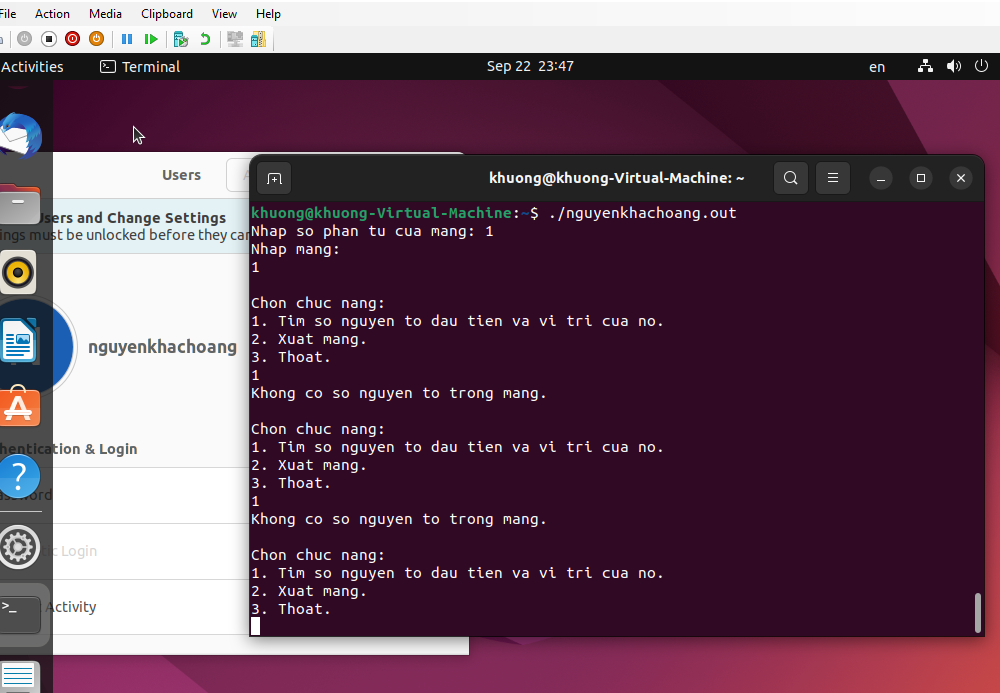 File Action Media Clipboard View Help
Activities Terminal Sep 22 23:47 en
Users
Users and Change Settings
must be unlocked before they
nguyenkhachoang
& Login
Login
Activity
khuong@khuong-Virtual-Machine: ~
khuong@khuong-Virtual-Machine:~$ ./nguyenkhachoang.out
Nhap so phan tu cua mang: 1
Nhap mang:
1
Chon chuc nang:
1. Tim so nguyen to dau tien va vi tri cua no.
2. Xuat mang.
3. Thoat.
1
Khong co so nguyen to trong mang.
Chon chuc nang:
1. Tim so nguyen to dau tien va vi tri cua no.
2. Xuat mang.
3. Thoat.
1
Khong co so nguyen to trong mang.
Chon chuc nang:
1. Tim so nguyen to dau tien va vi tri cua no.
2. Xuat mang.
3. Thoat.